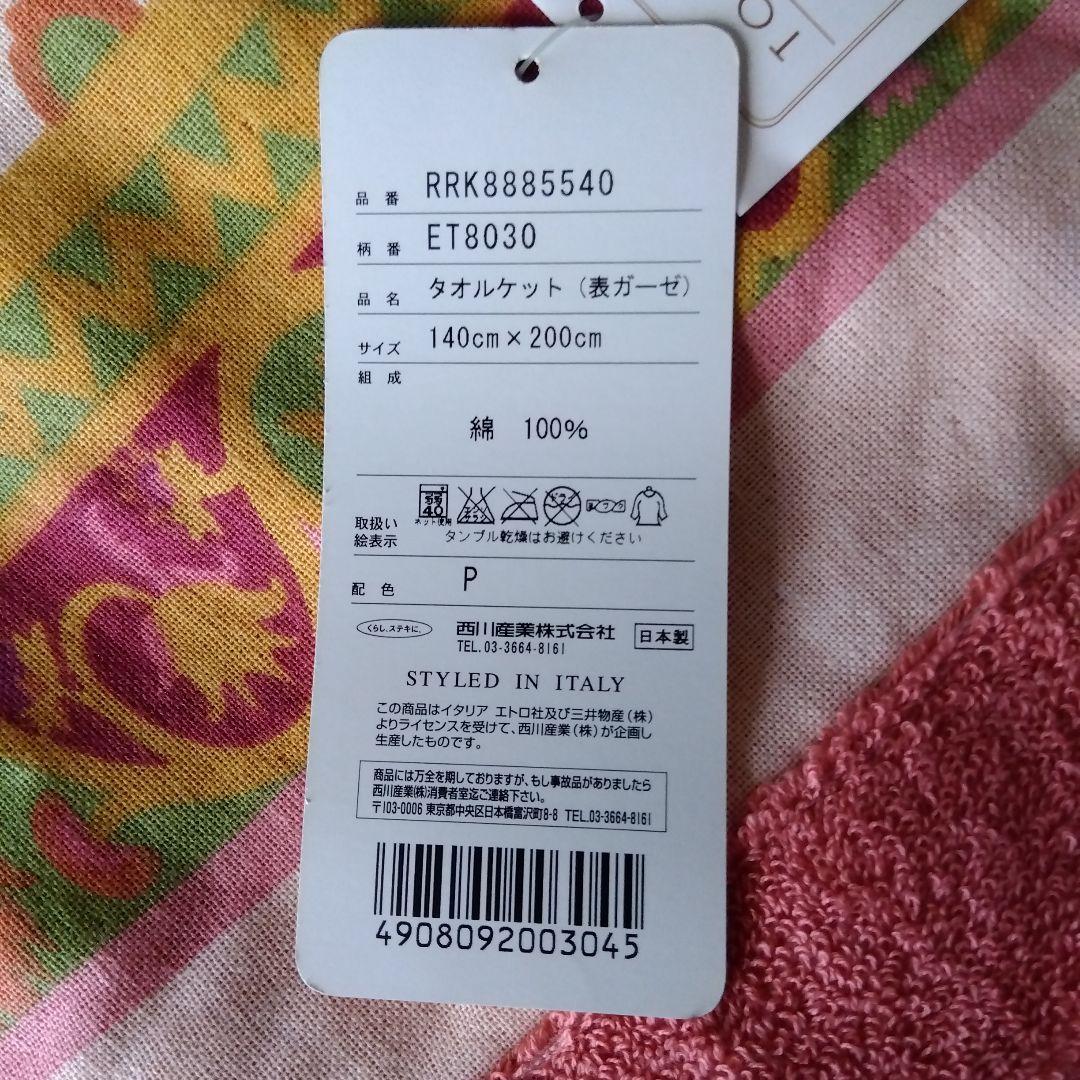 TO
品番 RRK8885540
柄番 ET8030
品名 タオルケット（表ガーゼ）
サイズ 140cm×200cm
組成
綿 100%
取扱い
絵表示
40
ネット使用
タンブル乾燥はお避けください
配色 P
くらし、ステキに。
西川産業株式会社 日本製
TEL.03-3664-8161
STYLED IN ITALY
この商品はイタリア エトロ社及び三井物産（株）
よりライセンスを受けて、西川産業（株）が企画し
生産したものです。
商品には万全を期しておりますが、もし事故品がありましたら
西川産業㈱消費者室迄ご連絡下さい。
〒103-0006 東京都中央区日本橋富沢町8-8 TEL.03-3664-8161
4908092003045